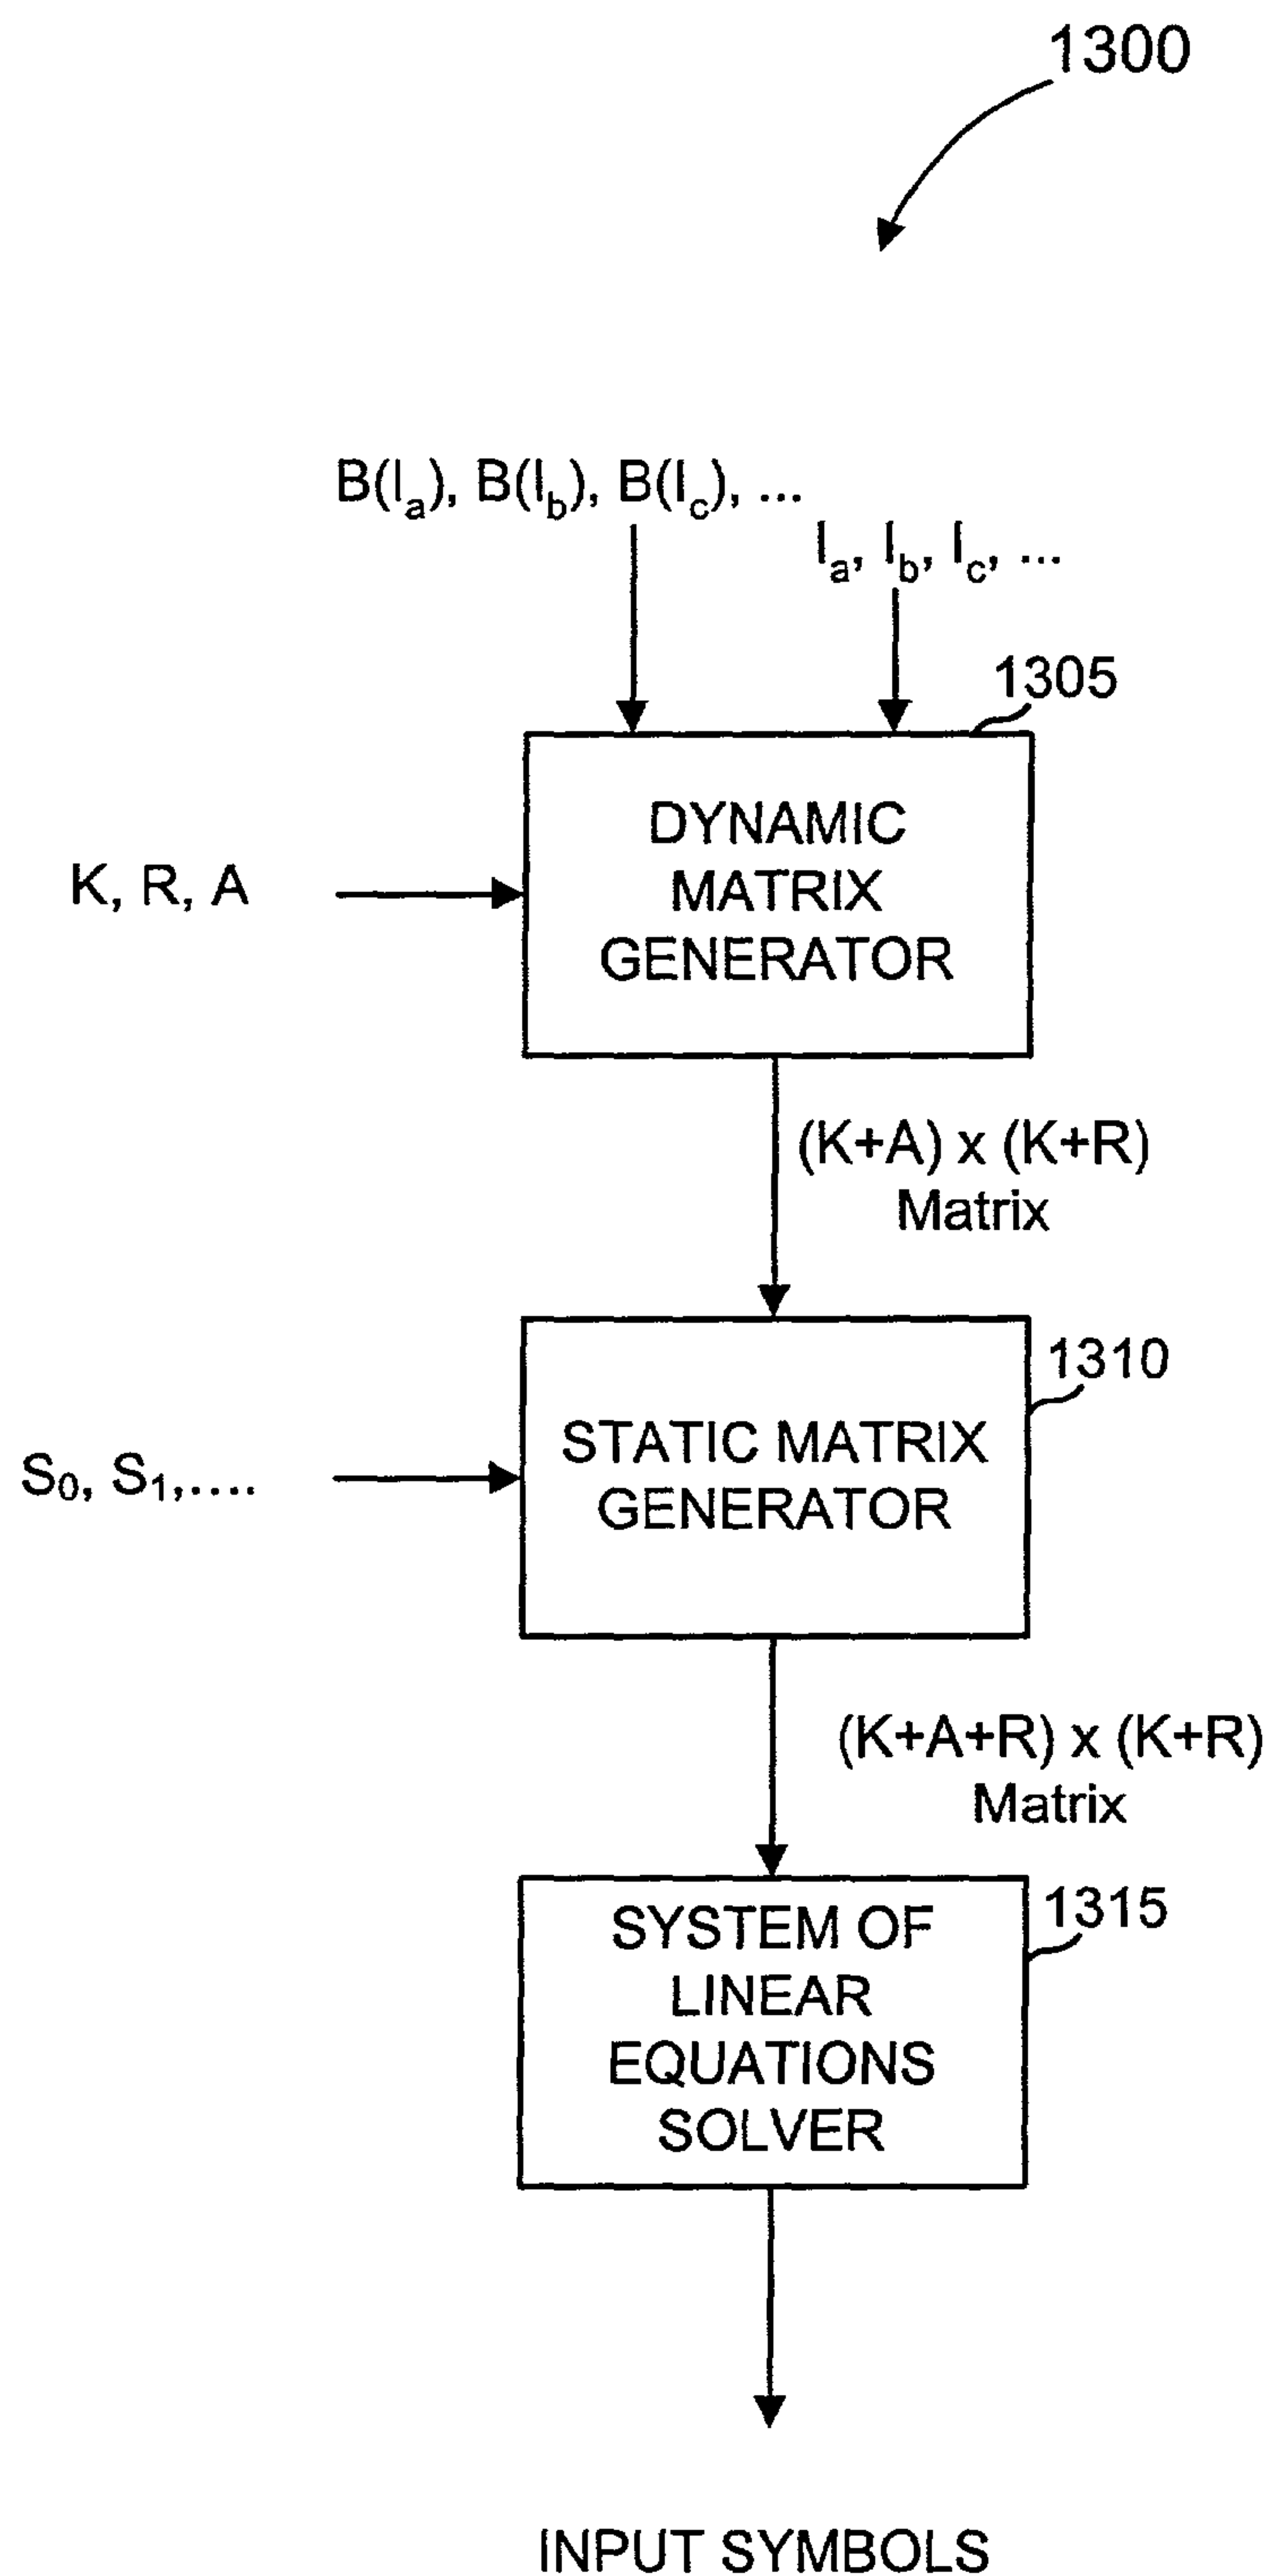 1300
B(Ia), B(Ib), B(Ic), ...
Ia, Ib, Ic, ...
1305
DYNAMIC
MATRIX
GENERATOR
K, R, A
(K+A) x (K+R)
Matrix
1310
STATIC MATRIX
GENERATOR
S0, S1,....
(K+A+R) x (K+R)
Matrix
1315
SYSTEM OF
LINEAR
EQUATIONS
SOLVER
INPUT SYMBOLS